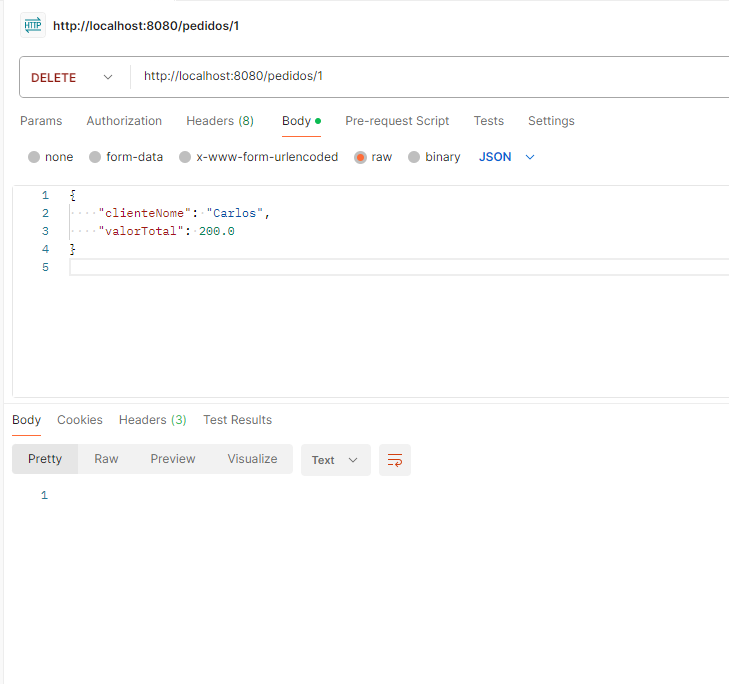 HTTP http://localhost:8080/pedidos/1
DELETE http://localhost:8080/pedidos/1
Params Authorization Headers (8) Body Pre-request Script Tests Settings
none form-data x-www-form-urlencoded raw binary JSON
1 {
2 "clienteNome": "Carlos",
3 "valorTotal": 200.0
4 }
5
Body Cookies Headers (3) Test Results
Pretty Raw Preview Visualize Text
1